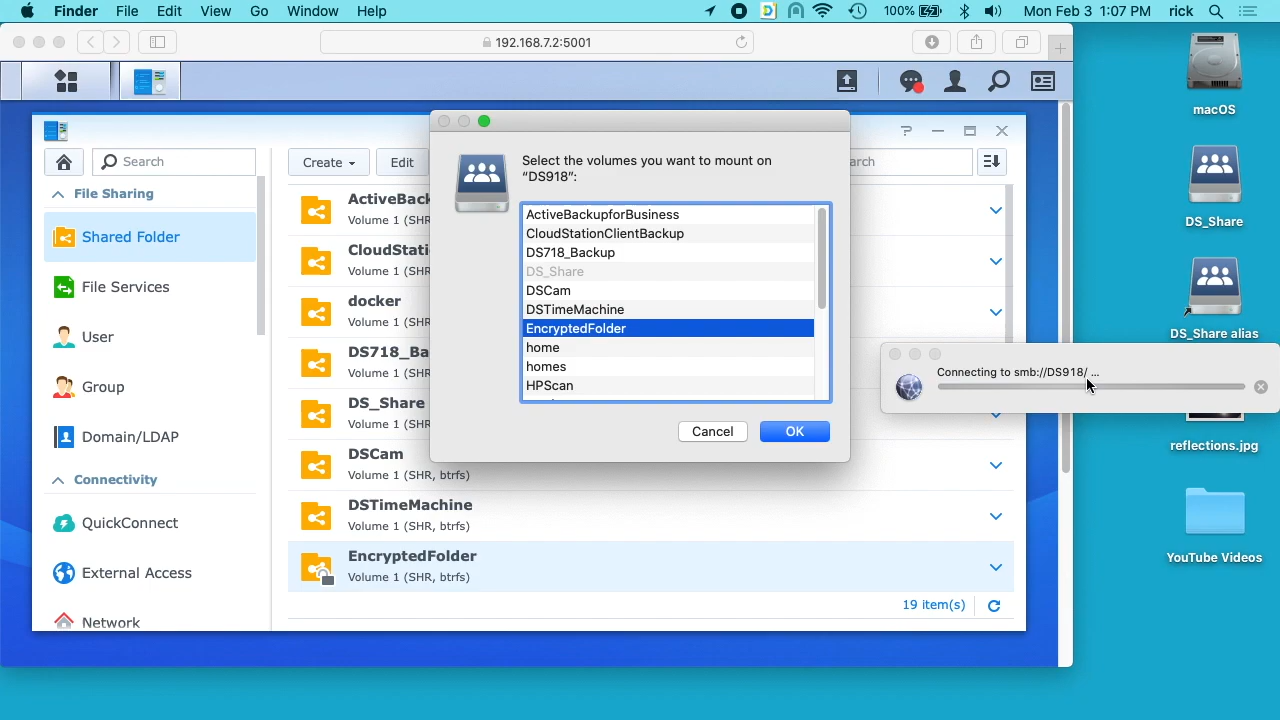 Finder File Edit View Go Window Help
100% Mon Feb 3 1:07 PM rick
192.168.7.2:5001
Search
Create
Edit
arch
File Sharing
Shared Folder
File Services
User
Group
Domain/LDAP
Connectivity
QuickConnect
External Access
Network
ActiveBack
Volume 1 (SHR
CloudStati
Volume 1 (SHR
docker
Volume 1 (SHR
DS718_Ba
Volume 1 (SHR
DS_Share
Volume 1 (SHR
DSCam
Volume 1 (SHR, btrfs)
DSTimeMachine
Volume 1 (SHR, btrfs)
EncryptedFolder
Volume 1 (SHR, btrfs)
19 item(s)
Select the volumes you want to mount on
“DS918”:
ActiveBackupforBusiness
CloudStationClientBackup
DS718_Backup
DS_Share
DSCam
DSTimeMachine
EncryptedFolder
home
homes
HPScan
Cancel
OK
Connecting to smb://DS918/ ...
macOS
DS_Share
DS_Share alias
reflections.jpg
YouTube Videos